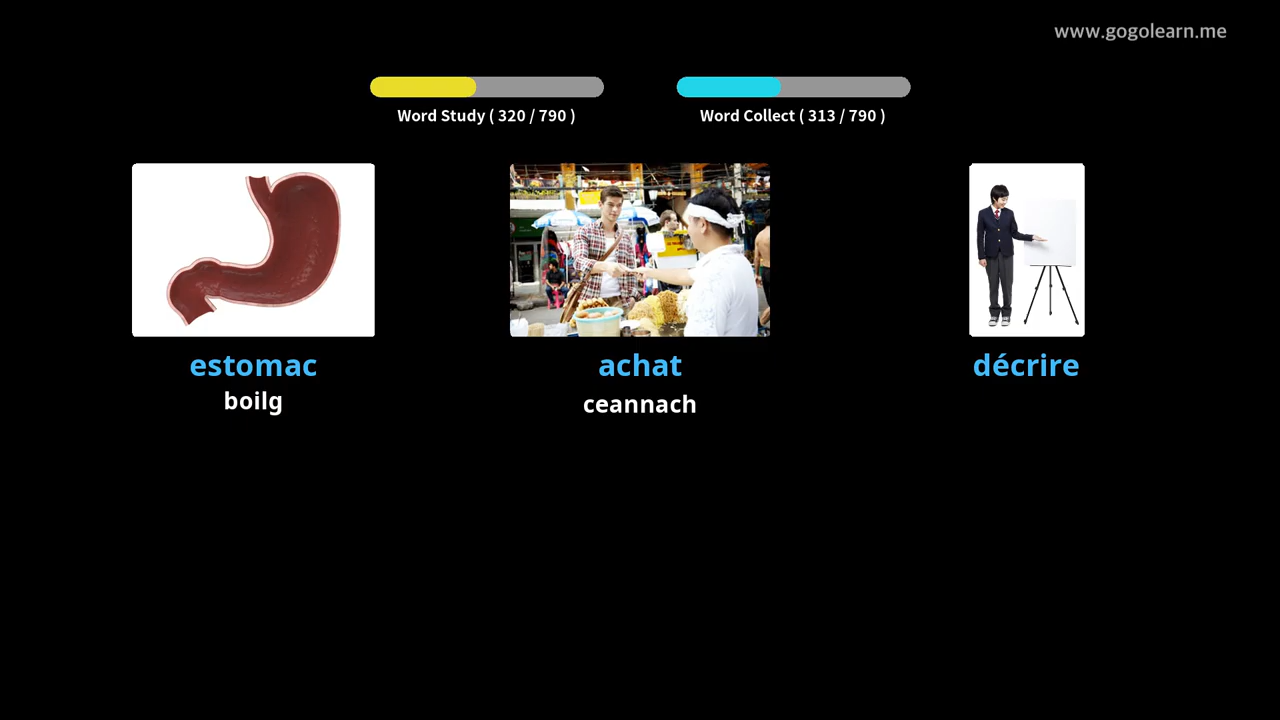 www.gogolearn.me
Word Study ( 320 / 790 )
Word Collect ( 313 / 790 )
estomac
boilg
achat
ceannach
décrire